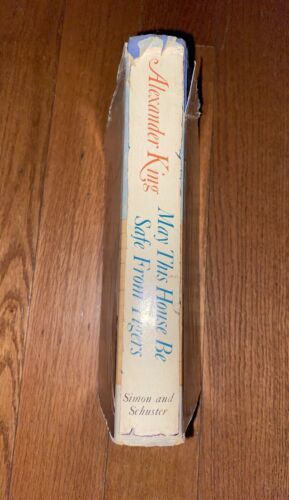 Alexander King
May This House Be
Safe From Tigers
Simon and
Schuster